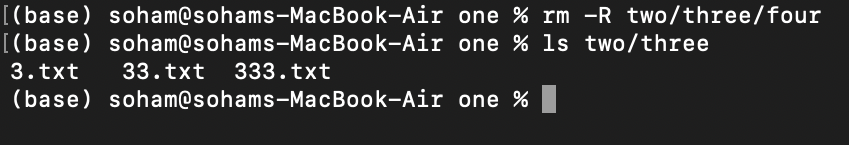 [(base) soham@sohams-MacBook-Air one % rm -R two/three/four
[(base) soham@sohams-MacBook-Air one % ls two/three
3.txt   33.txt  333.txt
(base) soham@sohams-MacBook-Air one %